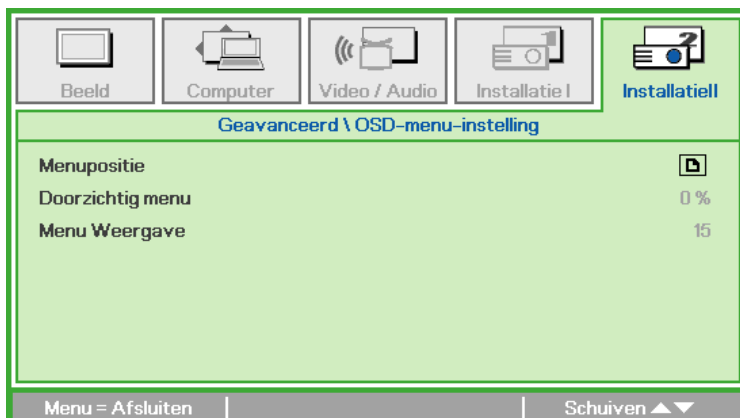 Beeld Computer Video / Audio Installatie I InstallatieII
Geavanceerd \ OSD-menu-instelling
Menupositie
Doorzichtig menu 0 %
Menu Weergave 15
Menu = Afsluiten Schuiven ▲▼